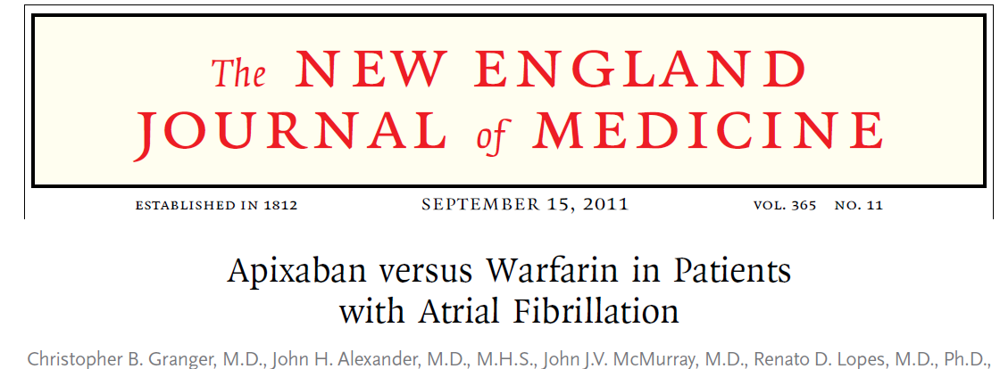 The NEW ENGLAND
JOURNAL of MEDICINE
ESTABLISHED IN 1812 SEPTEMBER 15, 2011 VOL. 365 NO. 11
Apixaban versus Warfarin in Patients
with Atrial Fibrillation
Christopher B. Granger, M.D., John H. Alexander, M.D., M.H.S., John J.V. McMurray, M.D., Renato D. Lopes, M.D., Ph.D.,